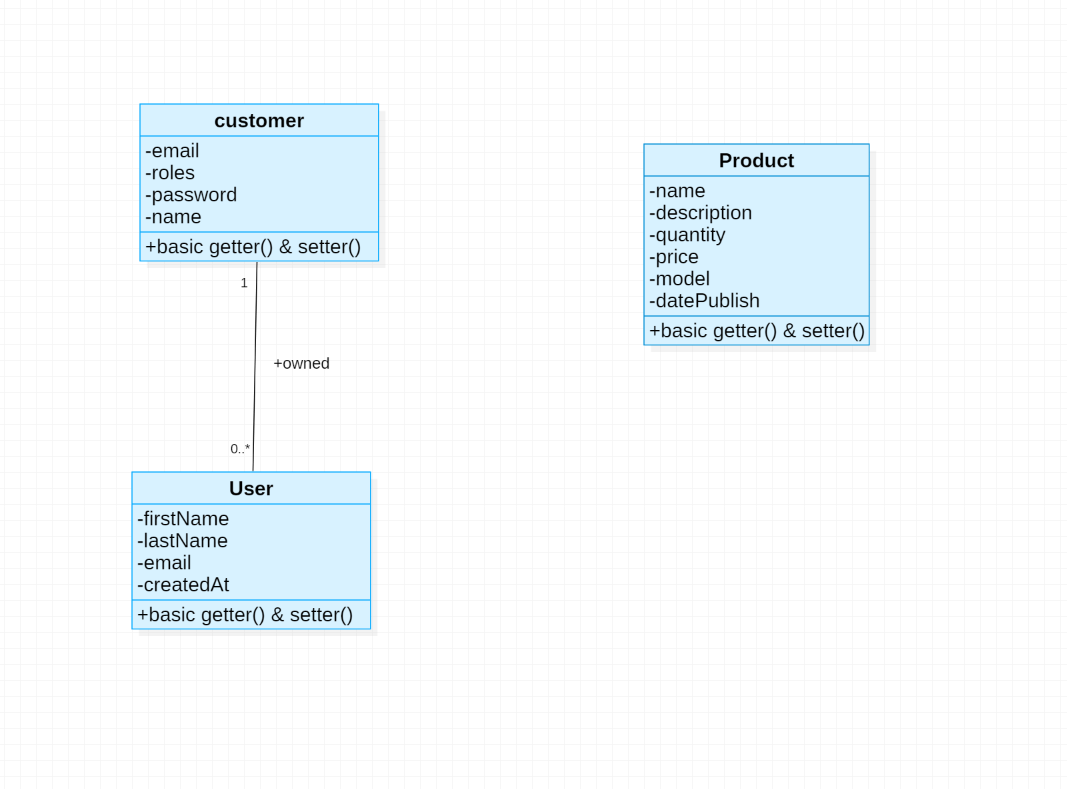 customer
-email
-roles
-password
-name
+basic getter() & setter()
1
+owned
0..*
User
-firstName
-lastName
-email
-createdAt
+basic getter() & setter()
Product
-name
-description
-quantity
-price
-model
-datePublish
+basic getter() & setter()